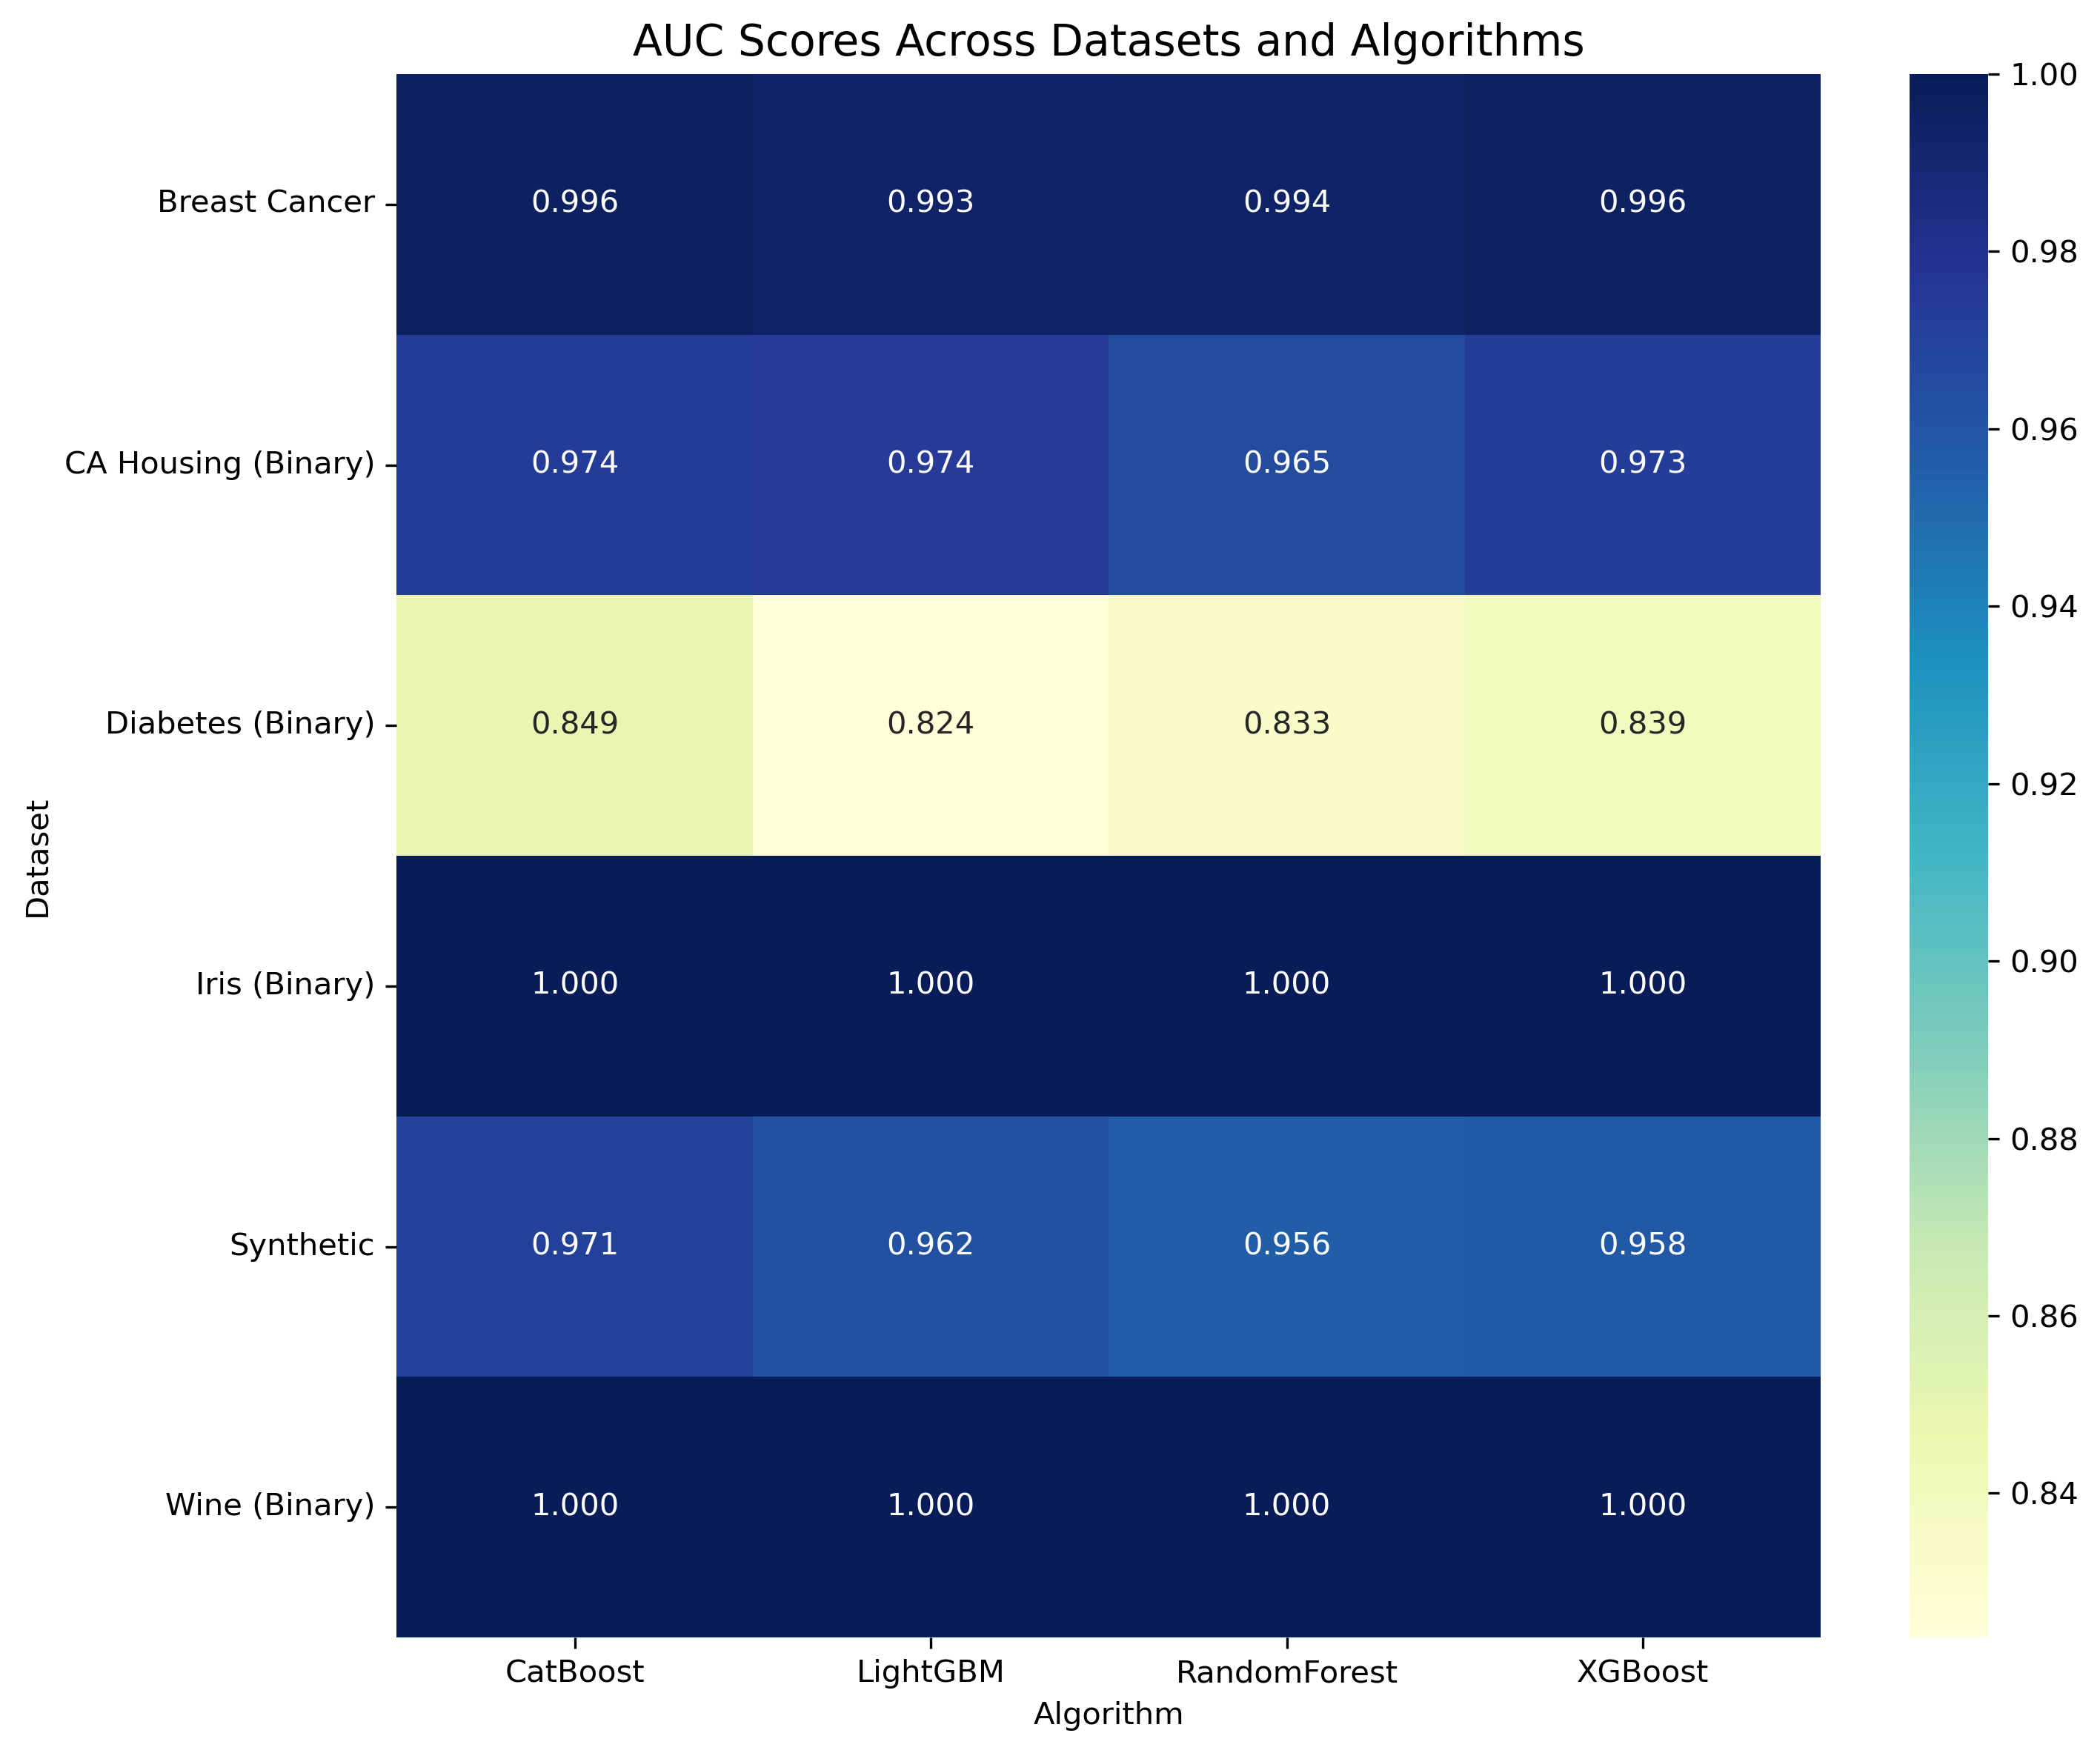 AUC Scores Across Datasets and Algorithms
Breast Cancer 0.996 0.993 0.994 0.996
CA Housing (Binary) 0.974 0.974 0.965 0.973
Diabetes (Binary) 0.849 0.824 0.833 0.839
Iris (Binary) 1.000 1.000 1.000 1.000
Synthetic 0.971 0.962 0.956 0.958
Wine (Binary) 1.000 1.000 1.000 1.000
Dataset
CatBoost LightGBM RandomForest XGBoost
Algorithm
1.00
0.98
0.96
0.94
0.92
0.90
0.88
0.86
0.84